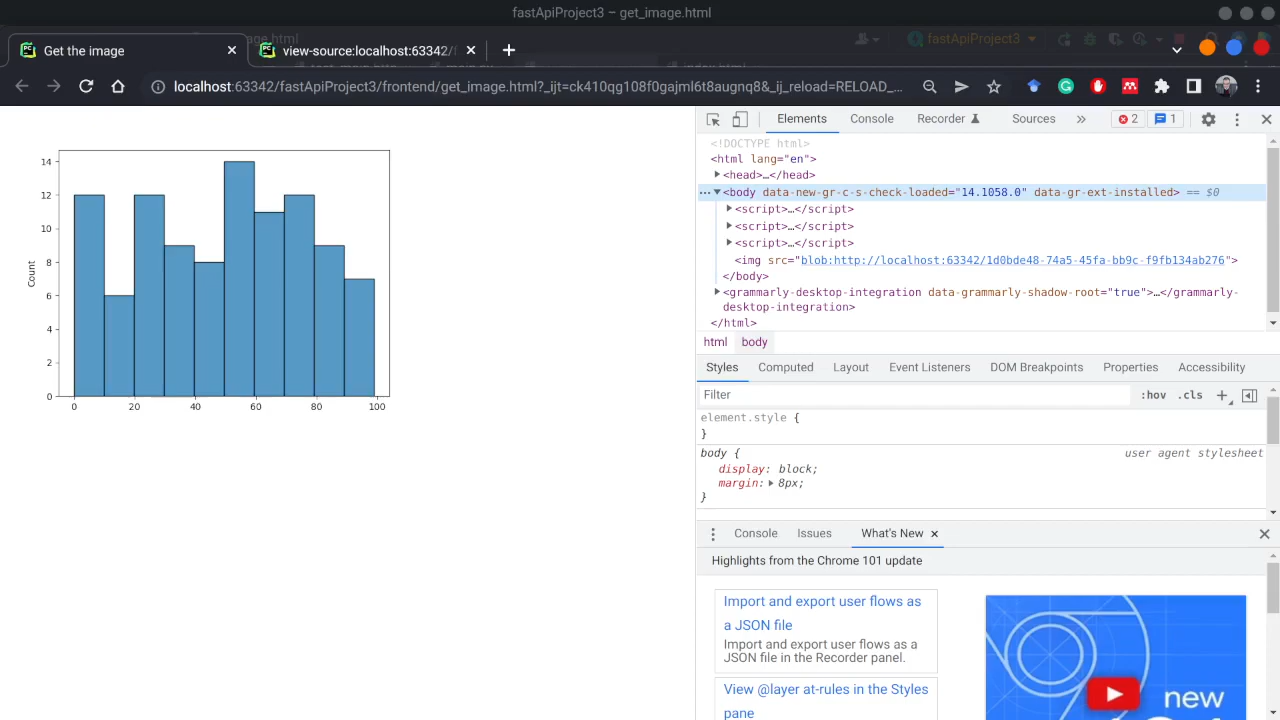 fastApiProject3 – get_image.html
Get the image
view-source:localhost:63342/f
fastApiProject3
localhost:63342/fastApiProject3/frontend/get_image.html?_ijt=ck410qg108f0gajml6t8augnq8&_ij_reload=RELOAD_...
Elements
Console
Recorder
Sources
»
2
1
<!DOCTYPE html>
<html lang="en">
<head>…</head>
<body data-new-gr-c-s-check-loaded="14.1058.0" data-gr-ext-installed> == $0
<script>…</script>
<script>…</script>
<script>…</script>
<img src="blob:http://localhost:63342/1d0bde48-74a5-45fa-bb9c-f9fb134ab276">
</body>
<grammarly-desktop-integration data-grammarly-shadow-root="true">…</grammarly-
desktop-integration>
</html>
html body
Styles Computed Layout Event Listeners DOM Breakpoints Properties Accessibility
Filter
:hov .cls +
element.style {
}
body {
user agent stylesheet
display: block;
margin: 8px;
}
Console Issues What's New
Highlights from the Chrome 101 update
Import and export user flows as
a JSON file
Import and export user flows as a
JSON file in the Recorder panel.
View @layer at-rules in the Styles
pane
new
14
12
10
8
6
4
2
0
Count
0 20 40 60 80 100